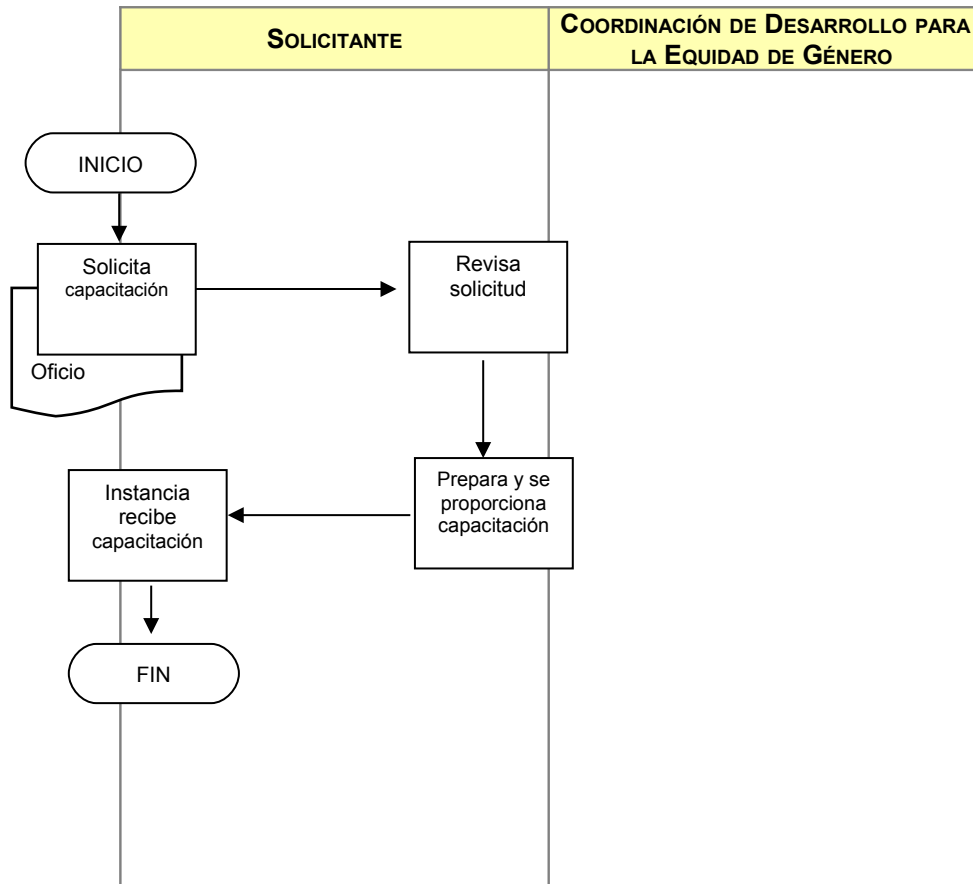 SOLICITANTE
COORDINACIÓN DE DESARROLLO PARA
LA EQUIDAD DE GÉNERO
INICIO
Solicita
capacitación
Oficio
Revisa
solicitud
Prepara y se
proporciona
capacitación
Instancia
recibe
capacitación
FIN